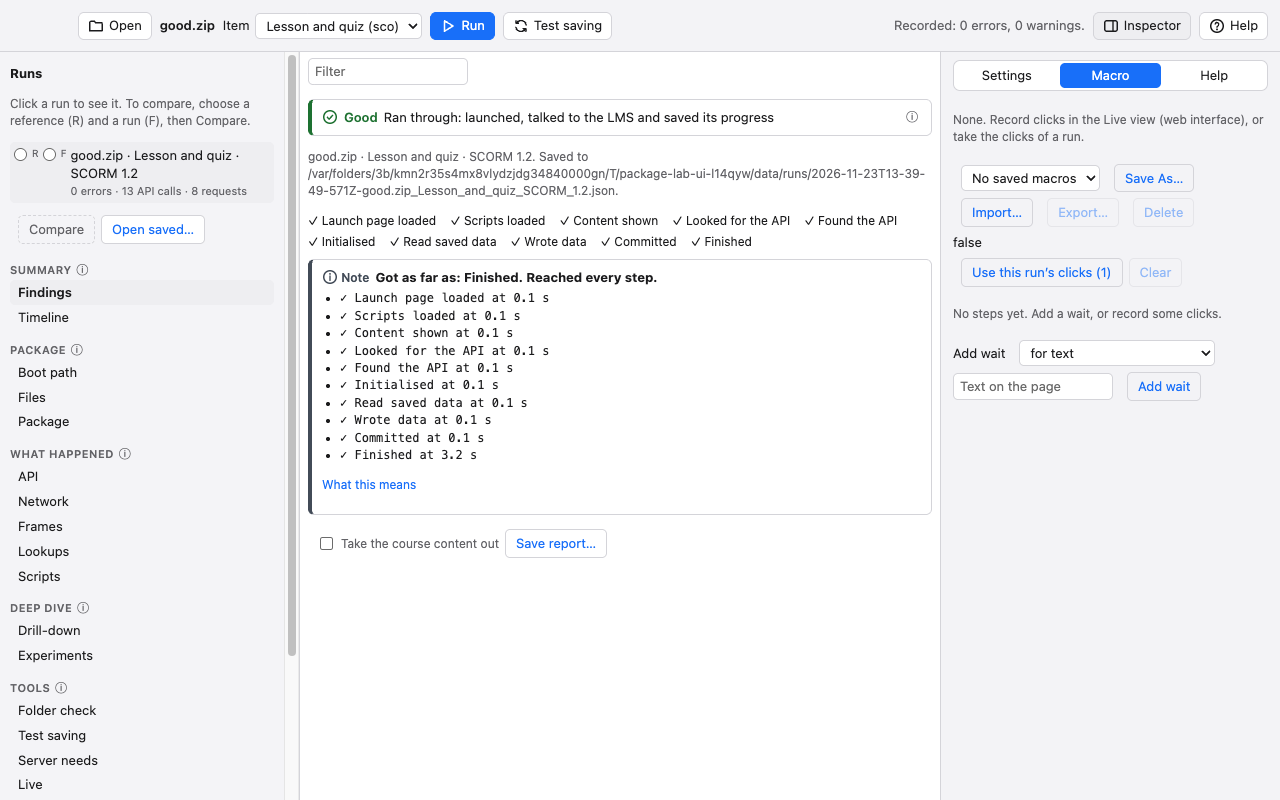 Open good.zip Item Lesson and quiz (sco) Run Test saving Recorded: 0 errors, 0 warnings. Inspector Help
Runs
Click a run to see it. To compare, choose a
reference (R) and a run (F), then Compare.
R F good.zip · Lesson and quiz ·
SCORM 1.2
0 errors · 13 API calls · 8 requests
Compare Open saved…
SUMMARY
Findings
Timeline
PACKAGE
Boot path
Files
Package
WHAT HAPPENED
API
Network
Frames
Lookups
Scripts
DEEP DIVE
Drill-down
Experiments
TOOLS
Folder check
Test saving
Server needs
Live
Filter
Good Ran through: launched, talked to the LMS and saved its progress
good.zip · Lesson and quiz · SCORM 1.2. Saved to
/var/folders/3b/kmn2r35s4mx8vlydzjdg34840000gn/T/package-lab-ui-l14qyw/data/runs/2026-11-23T13-39-
49-571Z-good.zip_Lesson_and_quiz_SCORM_1.2.json.
✓ Launch page loaded ✓ Scripts loaded ✓ Content shown ✓ Looked for the API ✓ Found the API
✓ Initialised ✓ Read saved data ✓ Wrote data ✓ Committed ✓ Finished
Note Got as far as: Finished. Reached every step.
• ✓ Launch page loaded at 0.1 s
• ✓ Scripts loaded at 0.1 s
• ✓ Content shown at 0.1 s
• ✓ Looked for the API at 0.1 s
• ✓ Found the API at 0.1 s
• ✓ Initialised at 0.1 s
• ✓ Read saved data at 0.1 s
• ✓ Wrote data at 0.1 s
• ✓ Committed at 0.1 s
• ✓ Finished at 3.2 s
What this means
Take the course content out Save report…
Settings Macro Help
None. Record clicks in the Live view (web interface), or
take the clicks of a run.
No saved macros Save As…
Import… Export… Delete
false
Use this run's clicks (1) Clear
No steps yet. Add a wait, or record some clicks.
Add wait for text
Text on the page Add wait